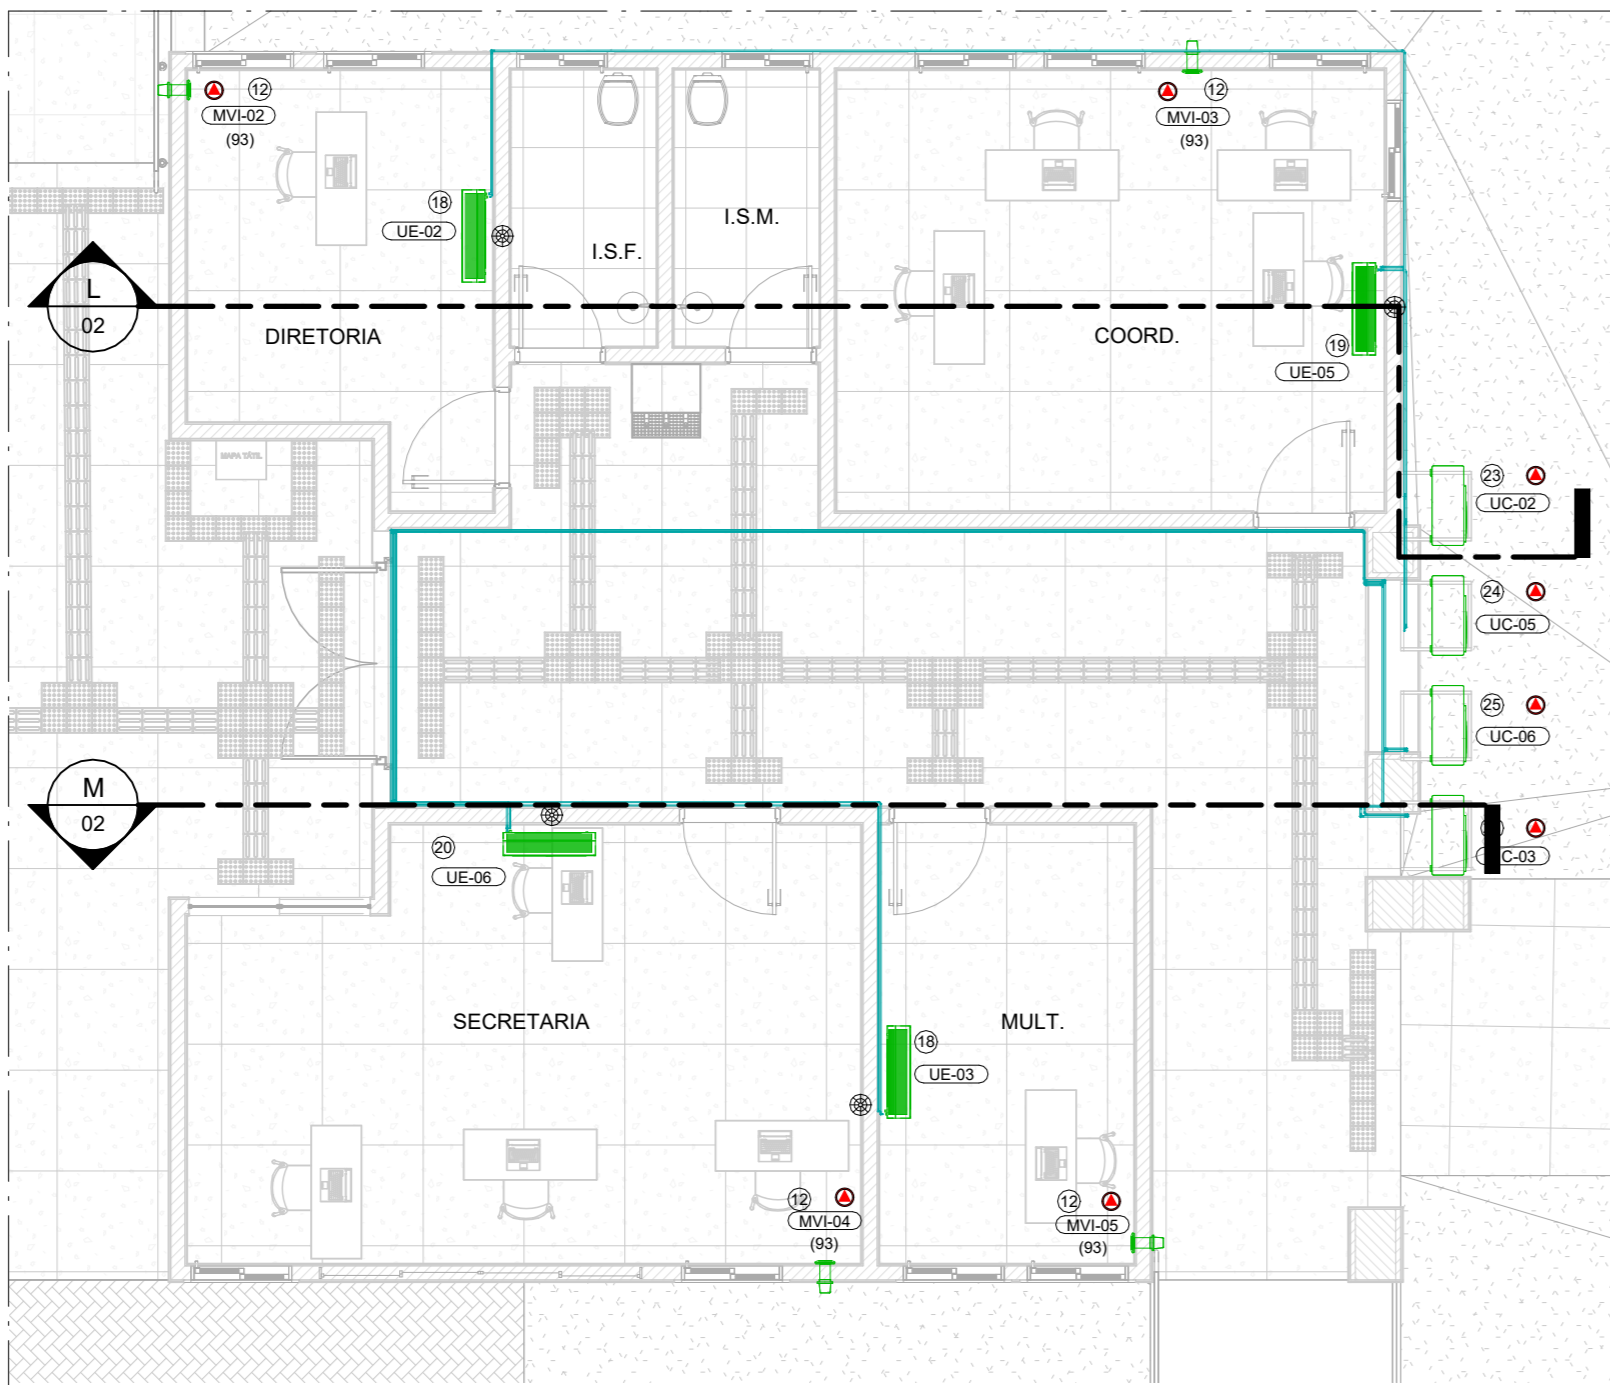 12
MVI-02
(93)
12
MVI-03
(93)
18
UE-02
I.S.M.
I.S.F.
L
02
DIRETORIA
COORD.
19
UE-05
MAPA TÁTIL
23
UC-02
24
UC-05
25
UC-06
M
02
C-03
20
UE-06
SECRETARIA
MULT.
18
UE-03
12
MVI-04
(93)
12
MVI-05
(93)